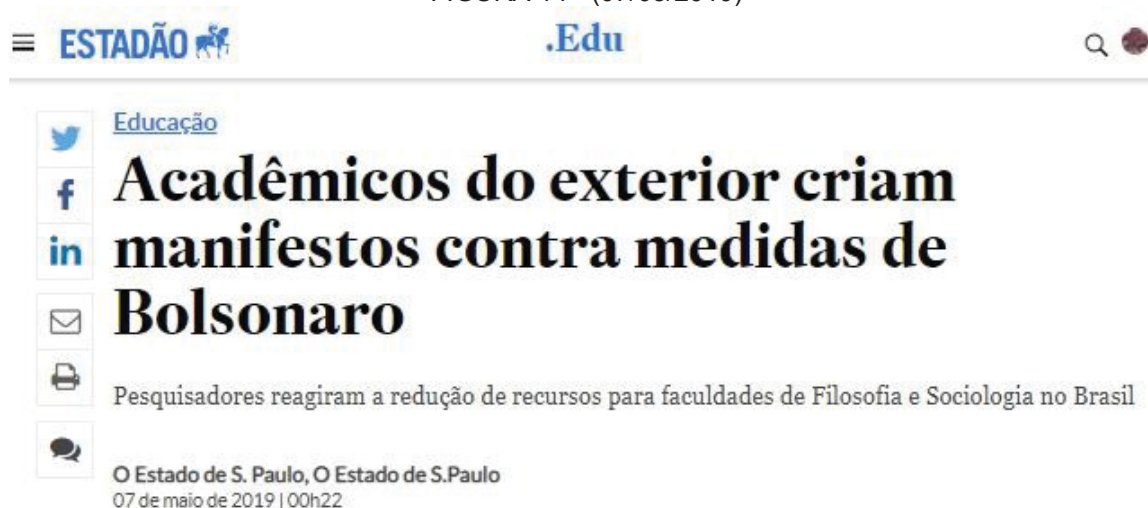 ESTADÃO .Edu
Educação
Acadêmicos do exterior criam
manifestos contra medidas de
Bolsonaro
Pesquisadores reagiram a redução de recursos para faculdades de Filosofia e Sociologia no Brasil
O Estado de S. Paulo, O Estado de S.Paulo
07 de maio de 2019 | 00h22